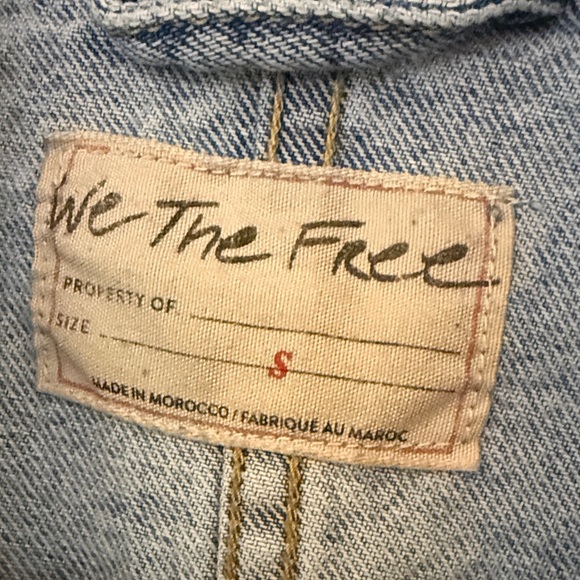 We The Free
PROPERTY OF
SIZE S
MADE IN MOROCCO / FABRIQUE AU MAROC